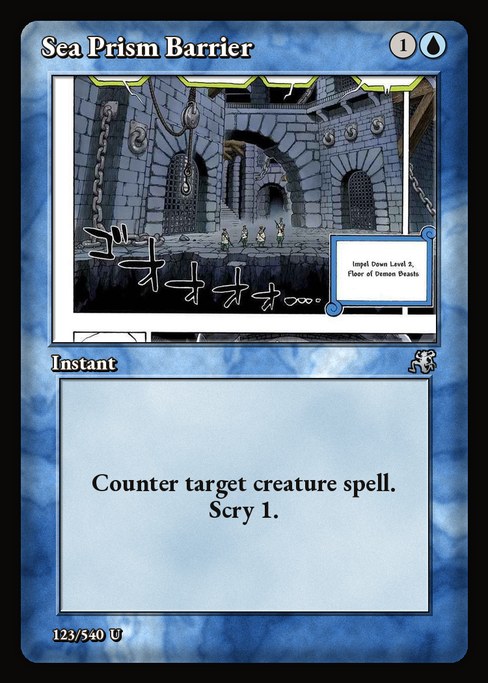 Sea Prism Barrier 1
ゴオオオオ....
Impel Down Level 2,
Floor of Demon Beasts
Instant
Counter target creature spell.
Scry 1.
123/540 U